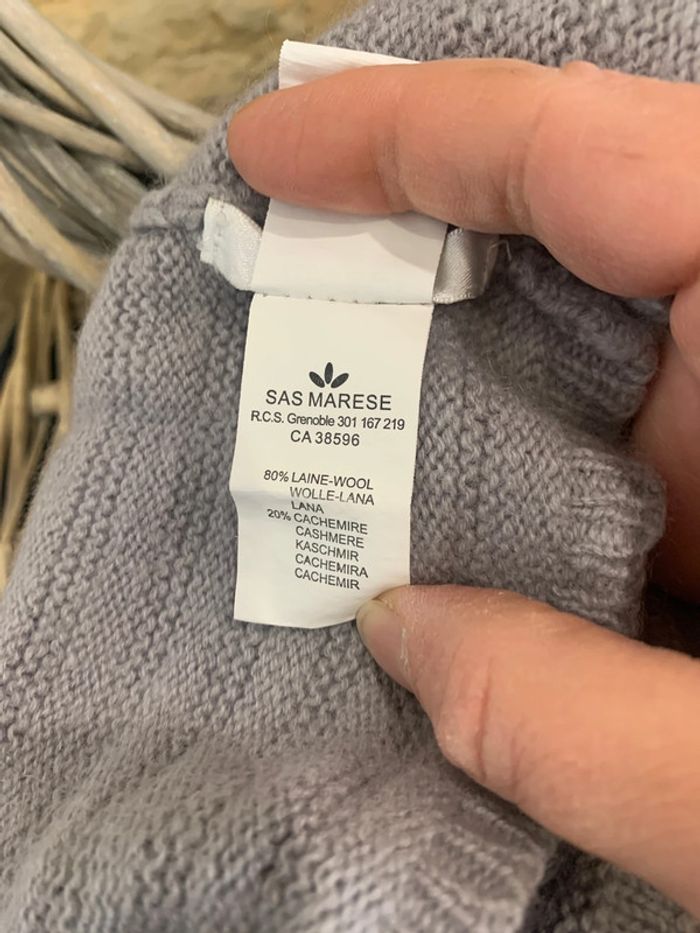 SAS MARESE
R.C.S. Grenoble 301 167 219
CA 38596
80% LAINE-WOOL
WOLLE-LANA
LANA
20% CACHEMIRE
CASHMERE
KASCHMIR
CACHEMIRA
CACHEMIR